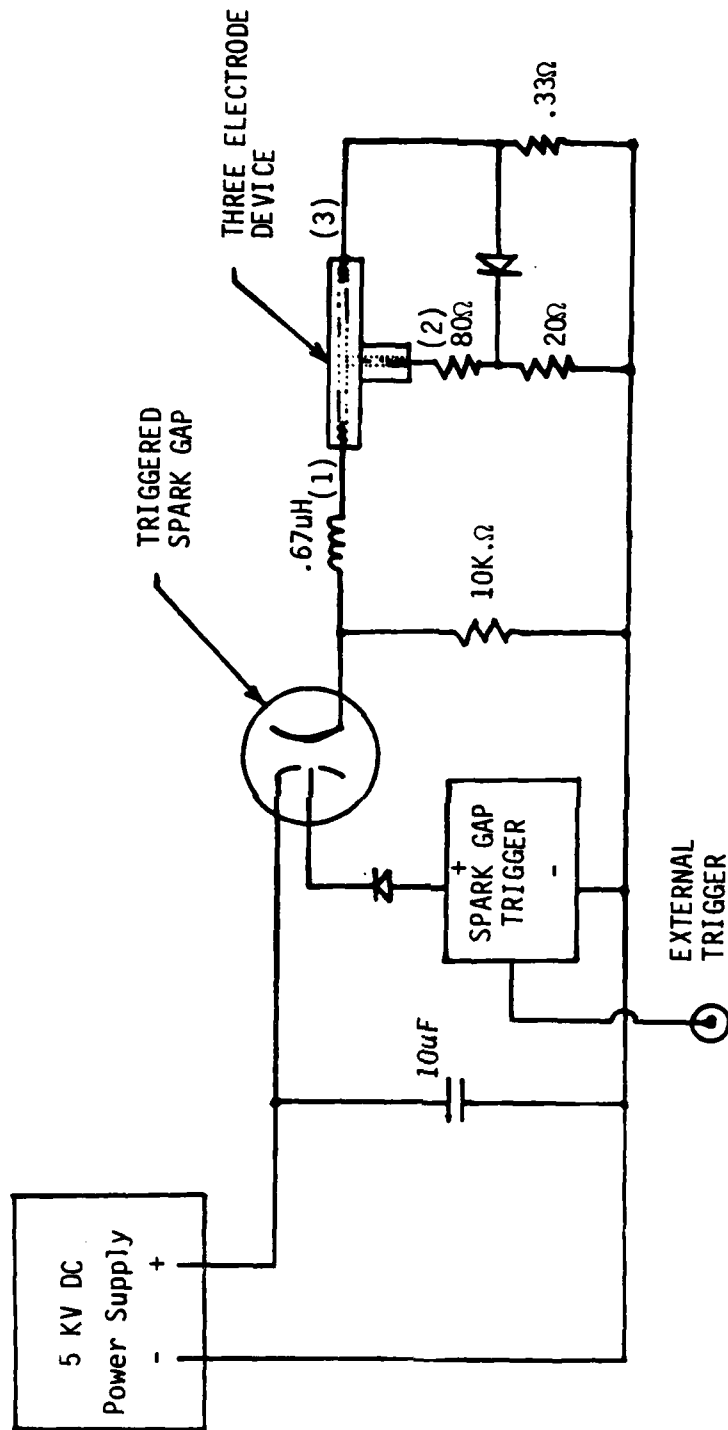 5 KV DC
Power Supply
- +
10uF
EXTERNAL
TRIGGER
SPARK GAP
TRIGGER
+
-
TRIGGERED
SPARK GAP
10K.Ω
.67uH
(1)
THREE ELECTRODE
DEVICE
(2)
80Ω
20Ω
(3)
.33Ω